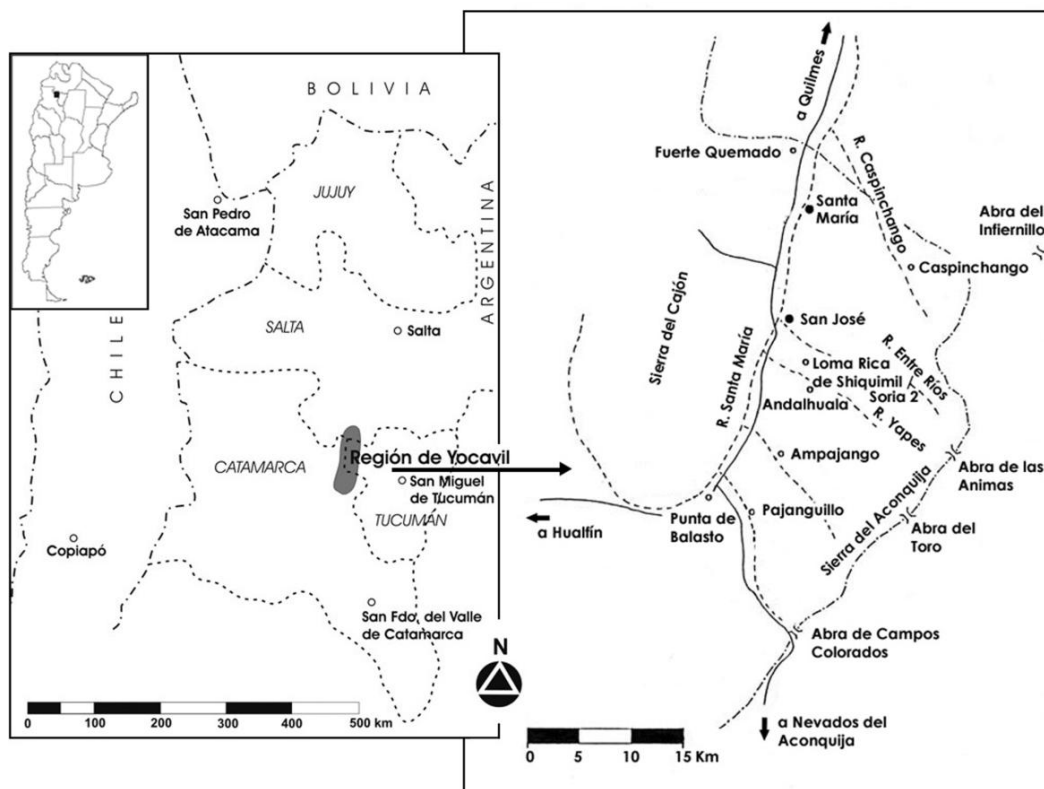 BOLIVIA
JUJUY
ARGENTINA
San Pedro
de Atacama
CHILE
SALTA
Salta
CATAMARCA
Región de Yocavil
San Miguel
de Tucumán
TUCUMÁN
Copiapó
San Fdo. del Valle
de Catamarca
N
0 100 200 300 400 500 km
a Quilmes
Fuerte Quemado
R. Caspinchango
Santa
María
Abra del
Infiernillo
Caspinchango
Sierra del Cajón
San José
R. Santa María
R. Entre Ríos
Loma Rica
de Shiquimil
Soria 2
Andalhuala
R. Yapes
Ampajango
Abra de las
Animas
Sierra del Aconquija
a Hualfín
Punta de
Balasto
Pajanguillo
Abra del
Toro
Abra de Campos
Colorados
a Nevados del
Aconquija
0 5 10 15 Km